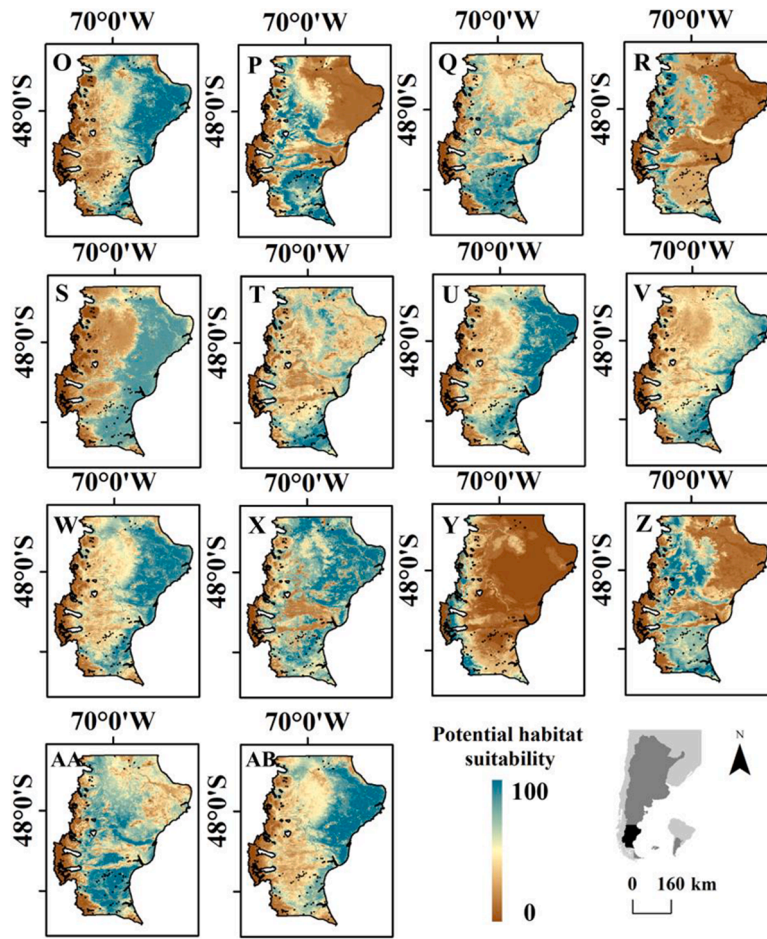 70°0'W 70°0'W 70°0'W 70°0'W
O P Q R
48°0'S 48°0'S 48°0'S 48°0'S
70°0'W 70°0'W 70°0'W 70°0'W
S T U V
48°0'S 48°0'S 48°0'S 48°0'S
70°0'W 70°0'W 70°0'W 70°0'W
W X Y Z
48°0'S 48°0'S 48°0'S 48°0'S
70°0'W 70°0'W
AA AB
48°0'S 48°0'S
Potential habitat
suitability
100
0
N
0 160 km